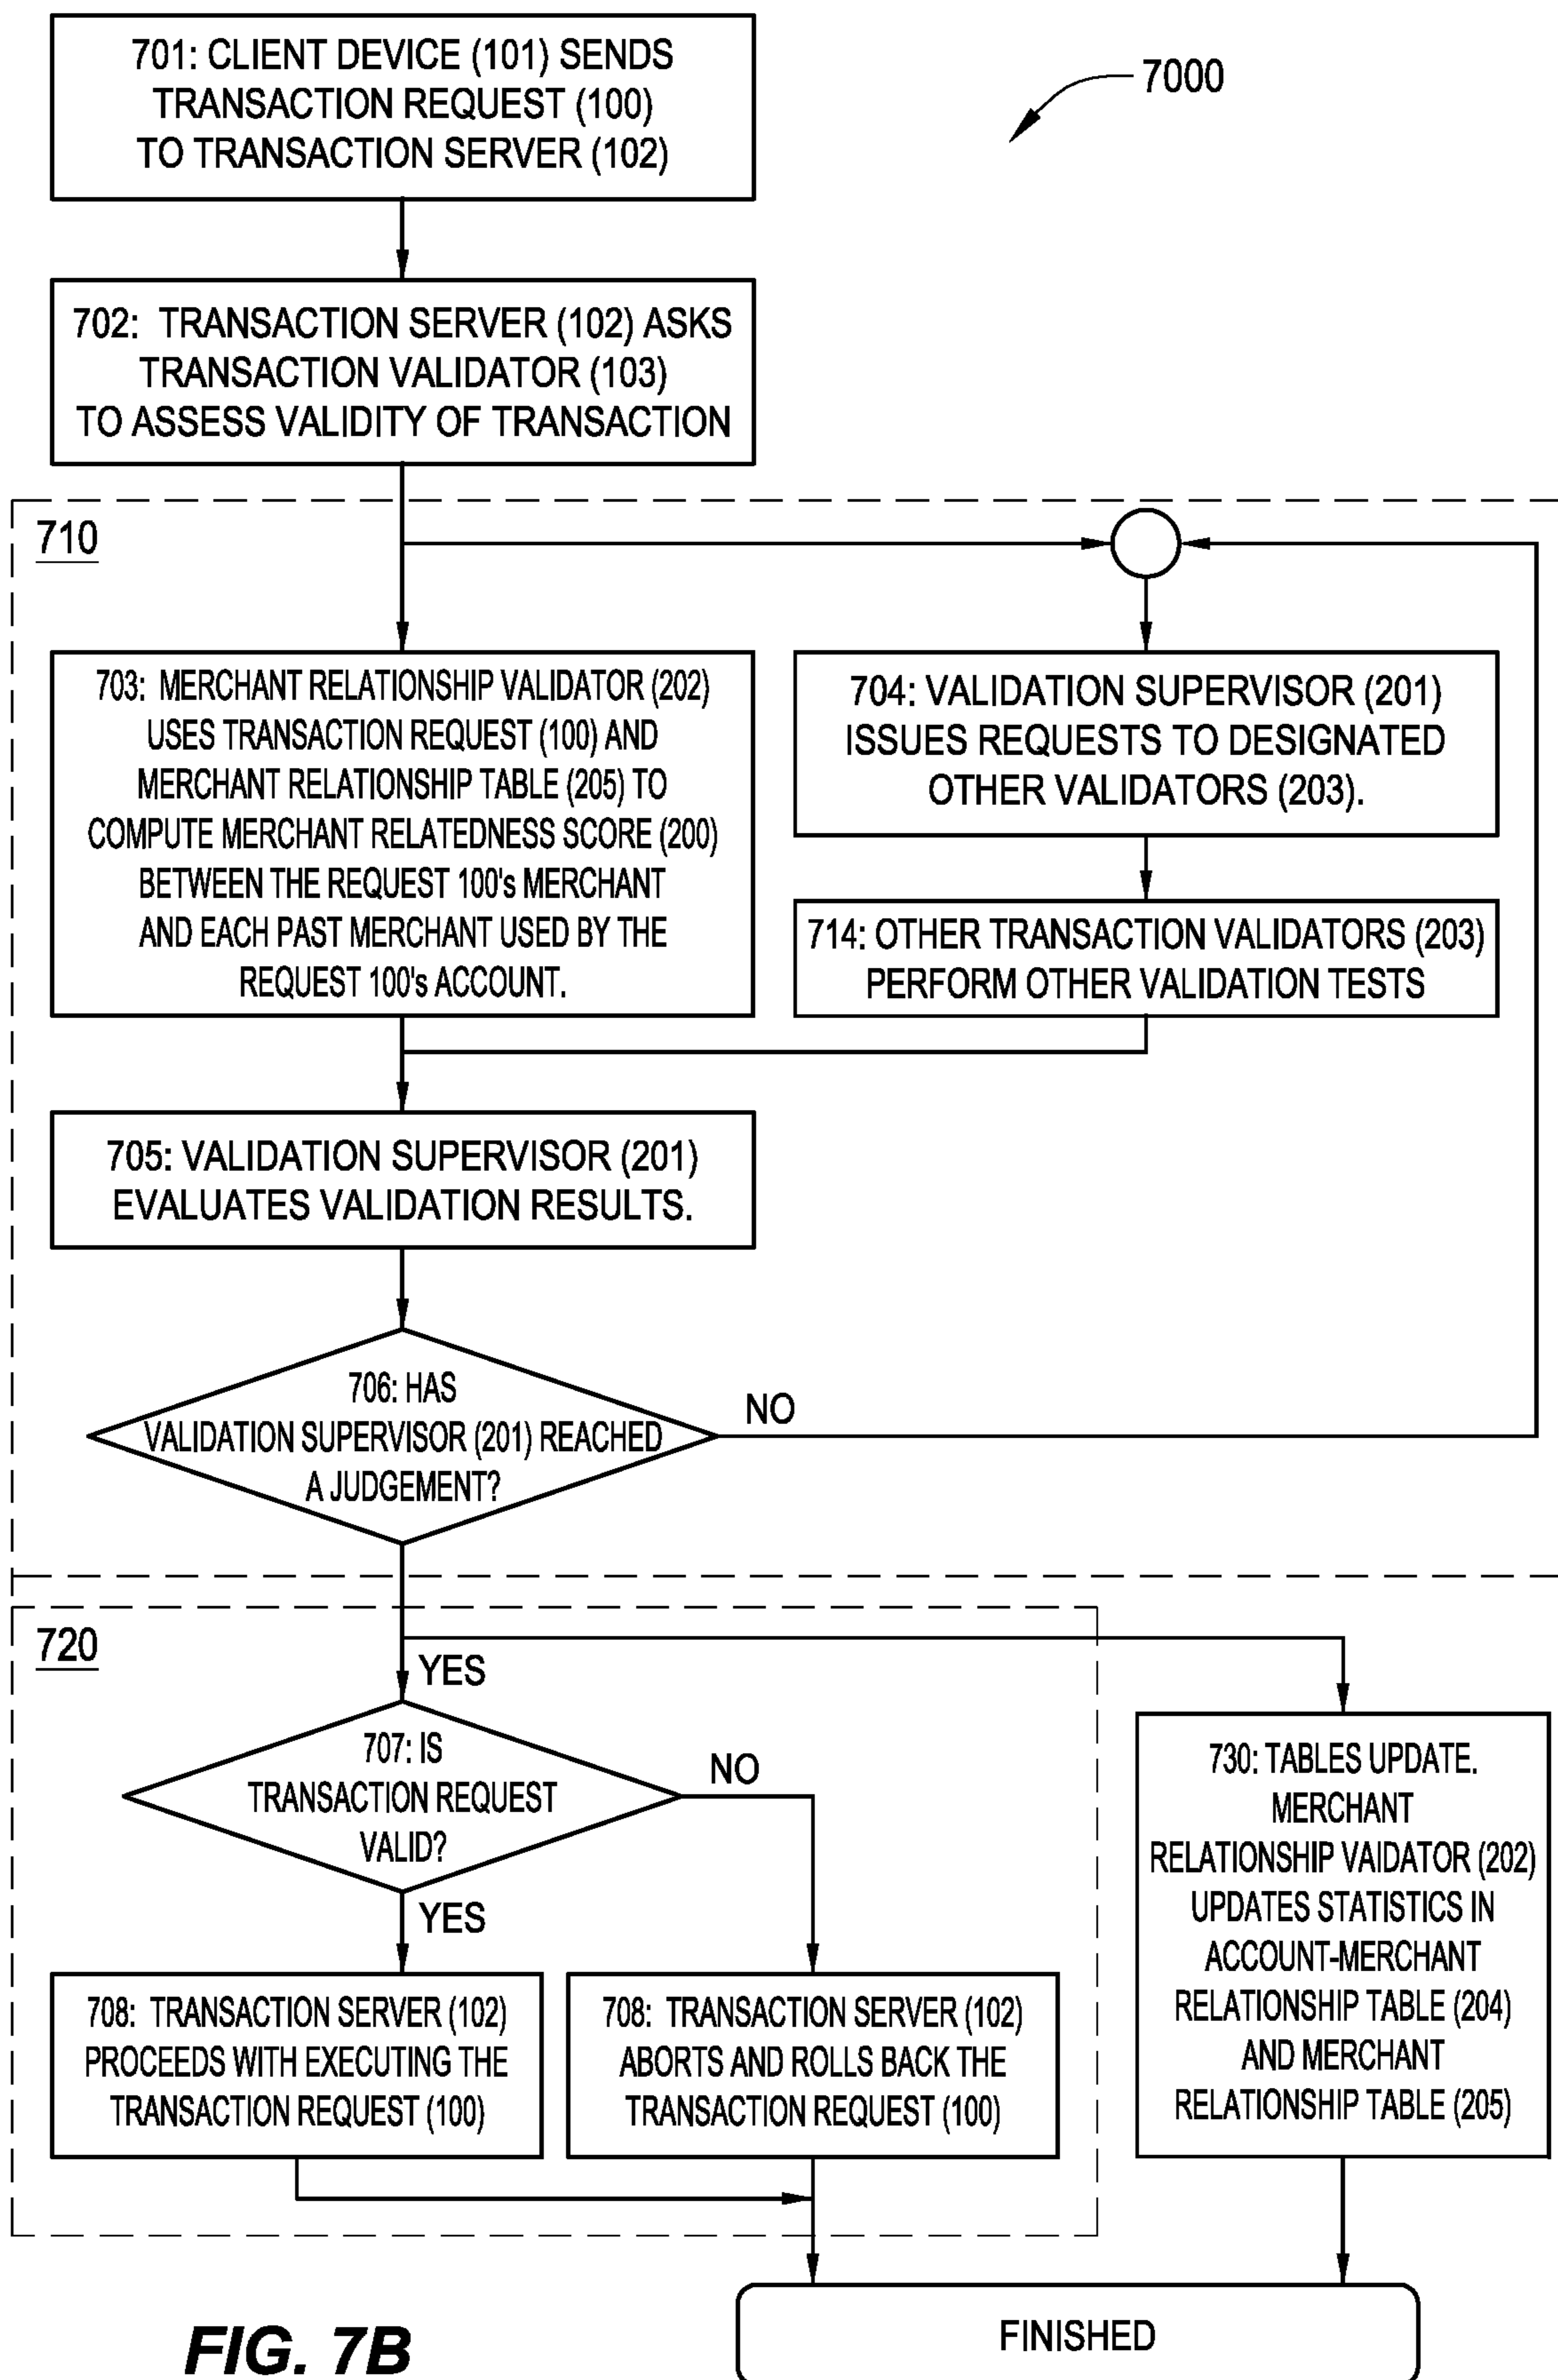 701: CLIENT DEVICE (101) SENDS
TRANSACTION REQUEST (100)
TO TRANSACTION SERVER (102)
7000
702: TRANSACTION SERVER (102) ASKS
TRANSACTION VALIDATOR (103)
TO ASSESS VALIDITY OF TRANSACTION
710
703: MERCHANT RELATIONSHIP VALIDATOR (202)
USES TRANSACTION REQUEST (100) AND
MERCHANT RELATIONSHIP TABLE (205) TO
COMPUTE MERCHANT RELATEDNESS SCORE (200)
BETWEEN THE REQUEST 100's MERCHANT
AND EACH PAST MERCHANT USED BY THE
REQUEST 100's ACCOUNT.
704: VALIDATION SUPERVISOR (201)
ISSUES REQUESTS TO DESIGNATED
OTHER VALIDATORS (203).
714: OTHER TRANSACTION VALIDATORS (203)
PERFORM OTHER VALIDATION TESTS
705: VALIDATION SUPERVISOR (201)
EVALUATES VALIDATION RESULTS.
706: HAS
VALIDATION SUPERVISOR (201) REACHED
A JUDGEMENT?
NO
720
YES
707: IS
TRANSACTION REQUEST
VALID?
NO
YES
708: TRANSACTION SERVER (102)
PROCEEDS WITH EXECUTING THE
TRANSACTION REQUEST (100)
708: TRANSACTION SERVER (102)
ABORTS AND ROLLS BACK THE
TRANSACTION REQUEST (100)
730: TABLES UPDATE.
MERCHANT
RELATIONSHIP VAIDATOR (202)
UPDATES STATISTICS IN
ACCOUNT-MERCHANT
RELATIONSHIP TABLE (204)
AND MERCHANT
RELATIONSHIP TABLE (205)
FINISHED
FIG. 7B